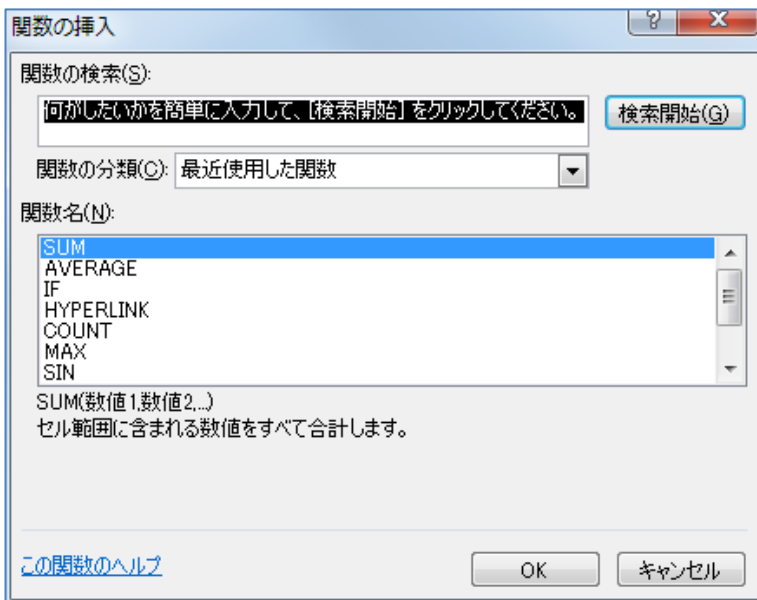 関数の挿入
関数の検索(S):
何がしたいかを簡単に入力して、[検索開始] をクリックしてください。
検索開始(G)
関数の分類(C): 最近使用した関数
関数名(N):
SUM
AVERAGE
IF
HYPERLINK
COUNT
MAX
SIN
SUM(数値1,数値2,...)
セル範囲に含まれる数値をすべて合計します。
この関数のヘルプ
OK
キャンセル